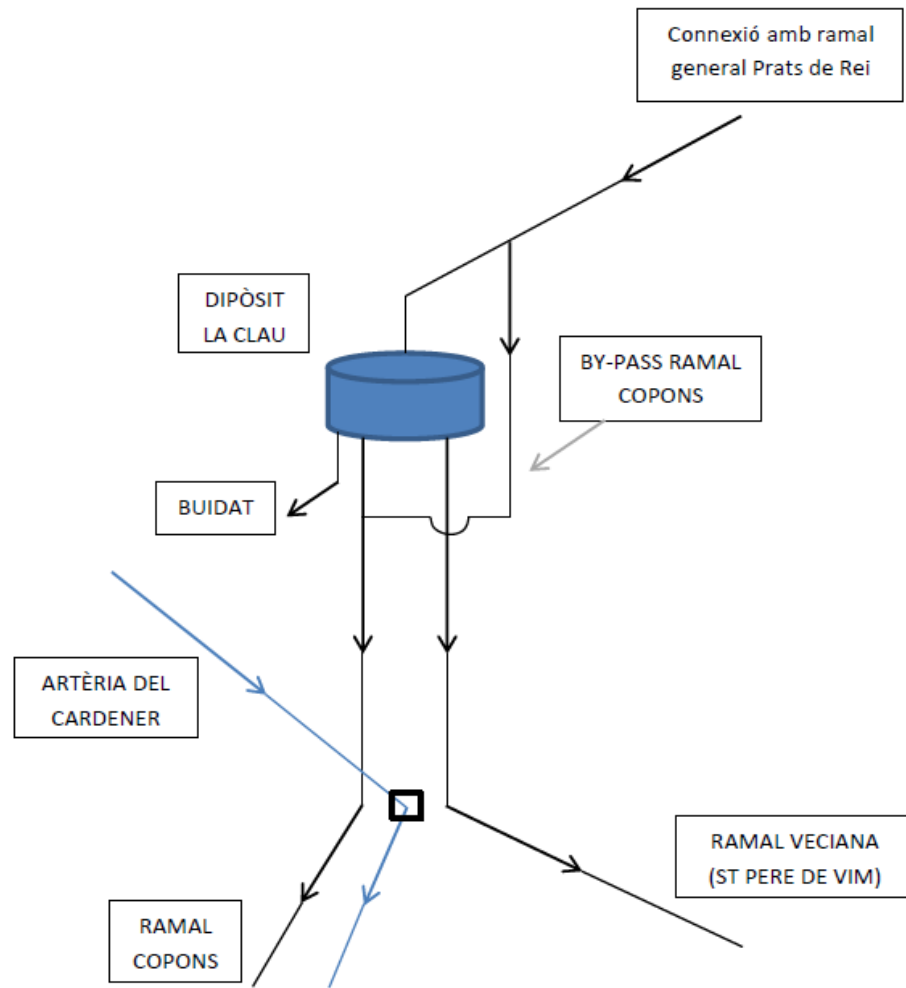 Connexió amb ramal
general Prats de Rei
DIPÒSIT
LA CLAU
BY-PASS RAMAL
COPONS
BUIDAT
ARTÈRIA DEL
CARDENER
RAMAL VECIANA
(ST PERE DE VIM)
RAMAL
COPONS